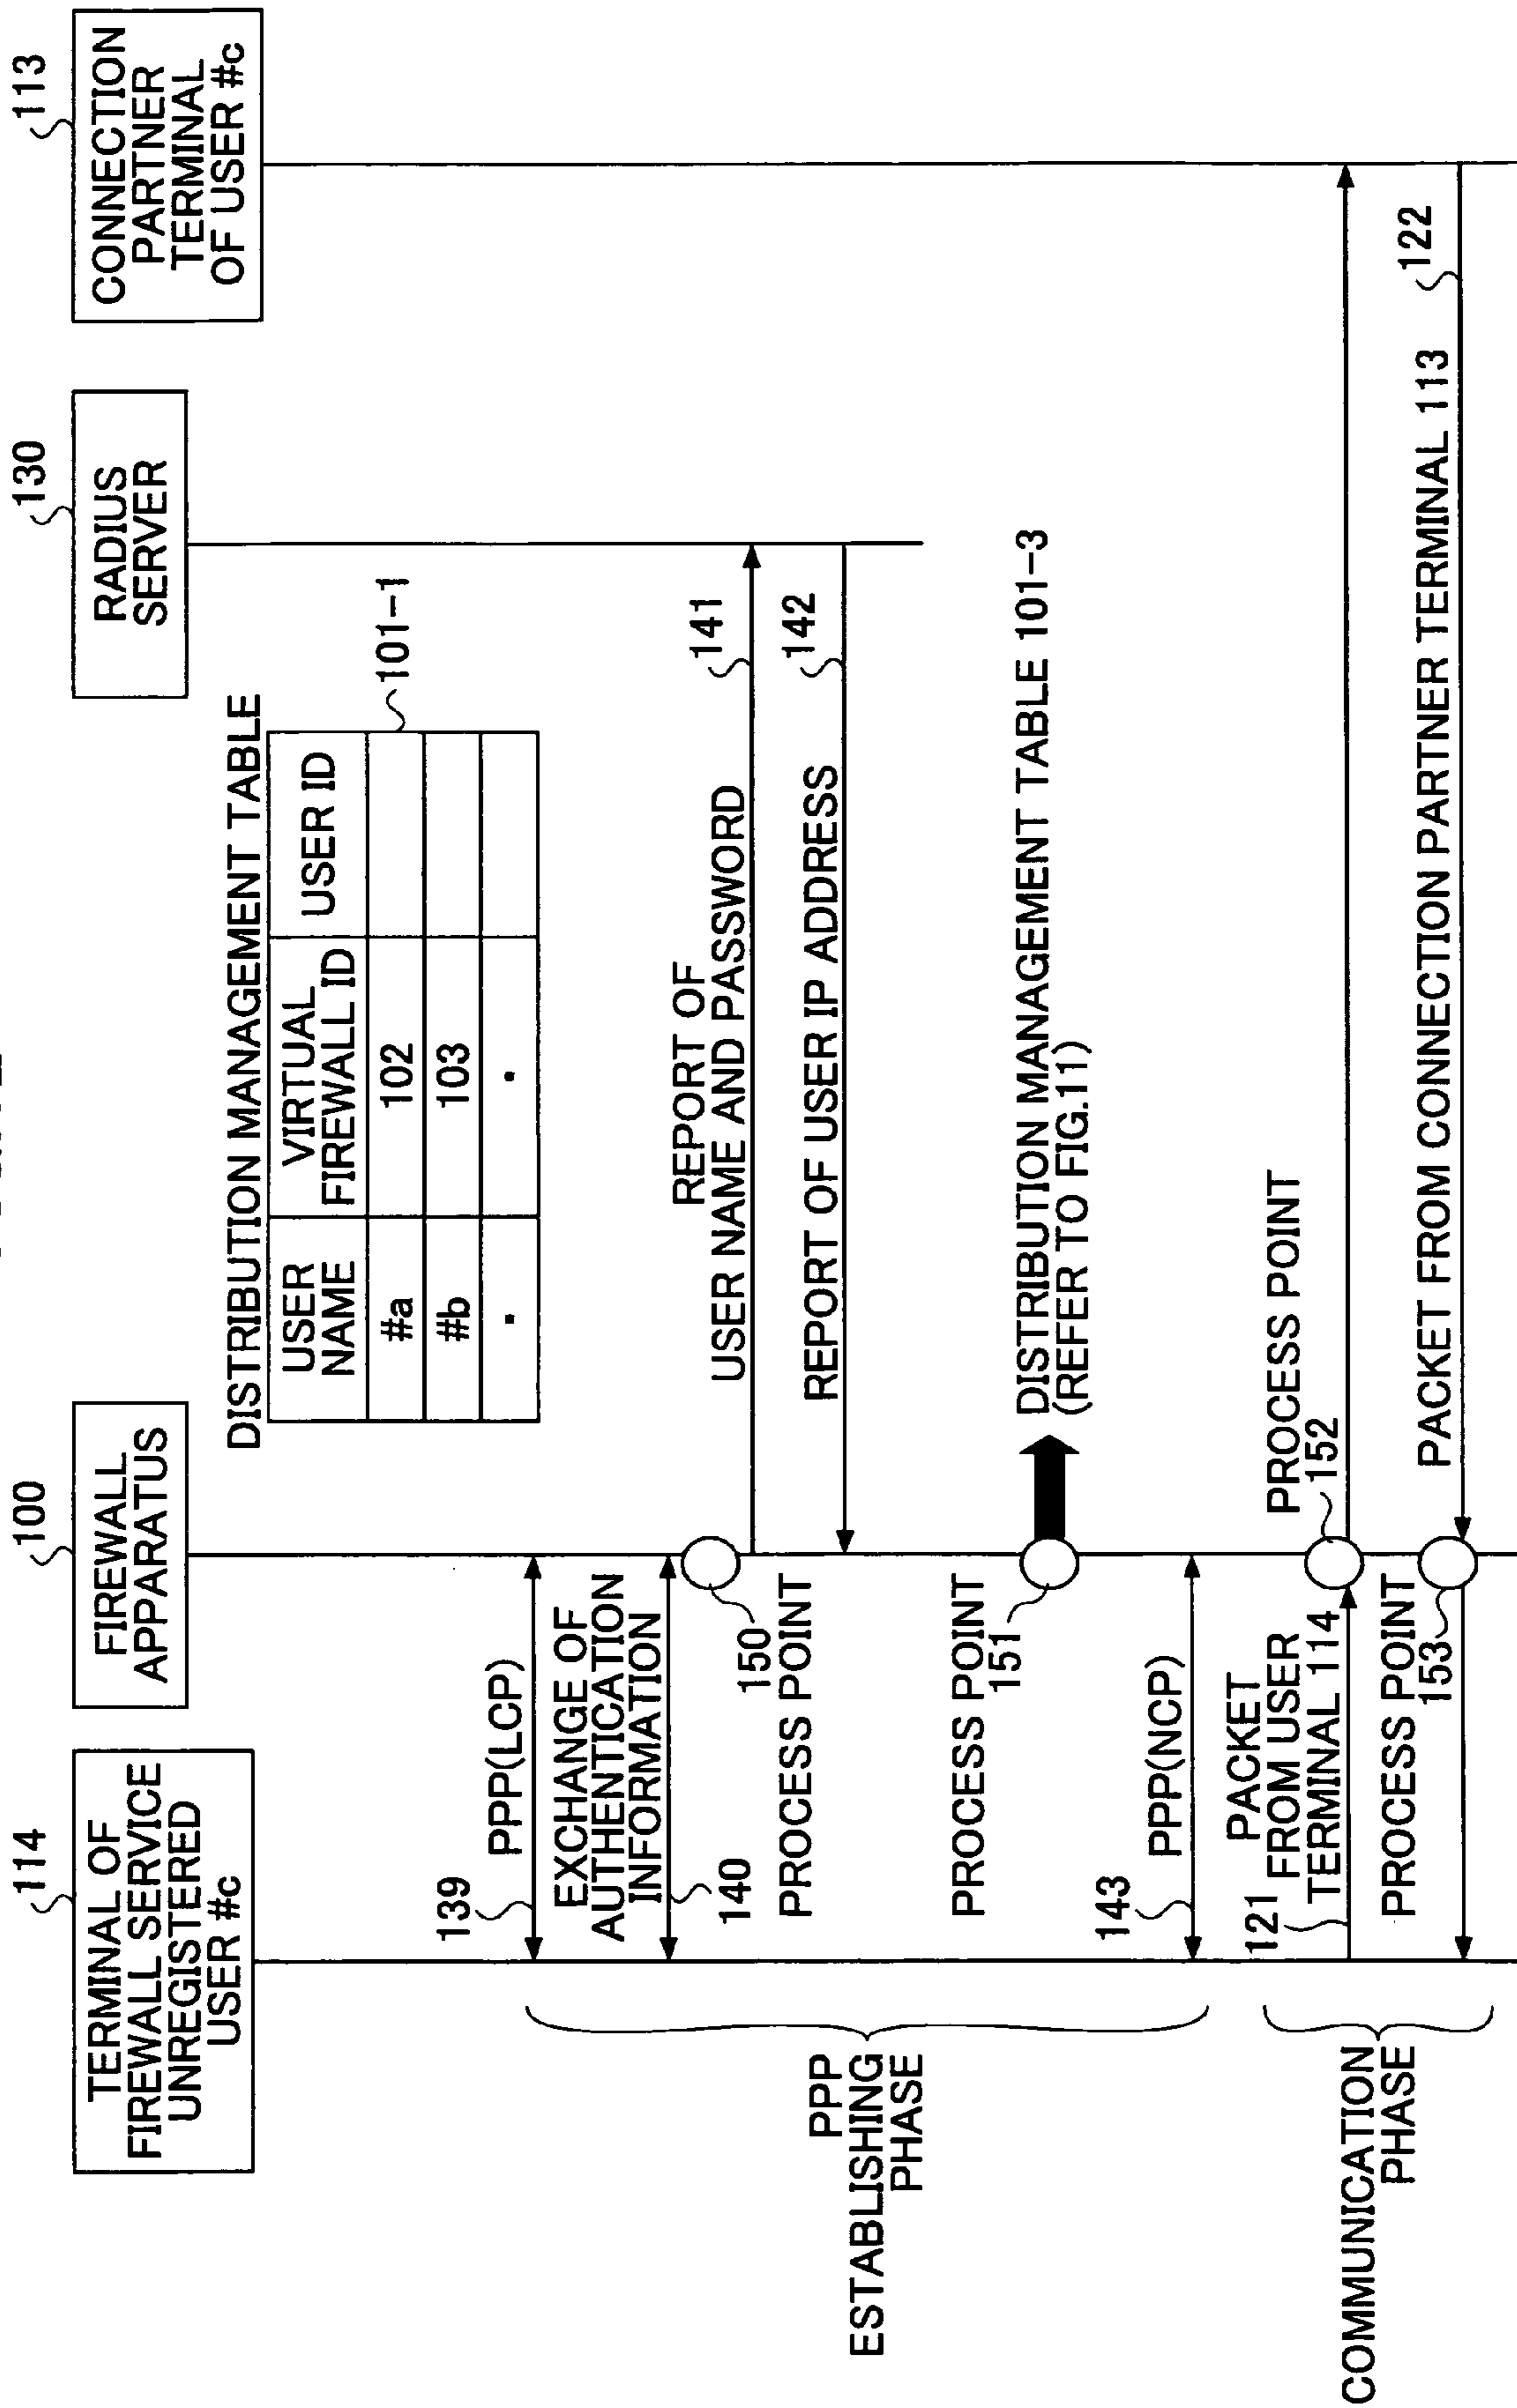 114
TERMINAL OF
FIREWALL SERVICE
UNREGISTERED
USER #c
100
FIREWALL
APPARATUS
130
RADIUS
SERVER
113
CONNECTION
PARTNER
TERMINAL
OF USER #c
DISTRIBUTION MANAGEMENT TABLE
USER NAME VIRTUAL FIREWALL ID USER ID
#a 102
#b 103
. .
101-1
139
PPP(LCP)
EXCHANGE OF
AUTHENTICATION
INFORMATION
140
150
PROCESS POINT
REPORT OF
USER NAME AND PASSWORD
141
REPORT OF USER IP ADDRESS
142
PROCESS POINT
151
DISTRIBUTION MANAGEMENT TABLE 101-3
(REFER TO FIG.11)
143
PPP(NCP)
PPP
ESTABLISHING
PHASE
121
PACKET
FROM USER
TERMINAL 114
PROCESS POINT
152
PROCESS POINT
153
PACKET FROM CONNECTION PARTNER TERMINAL 113
122
COMMUNICATION
PHASE